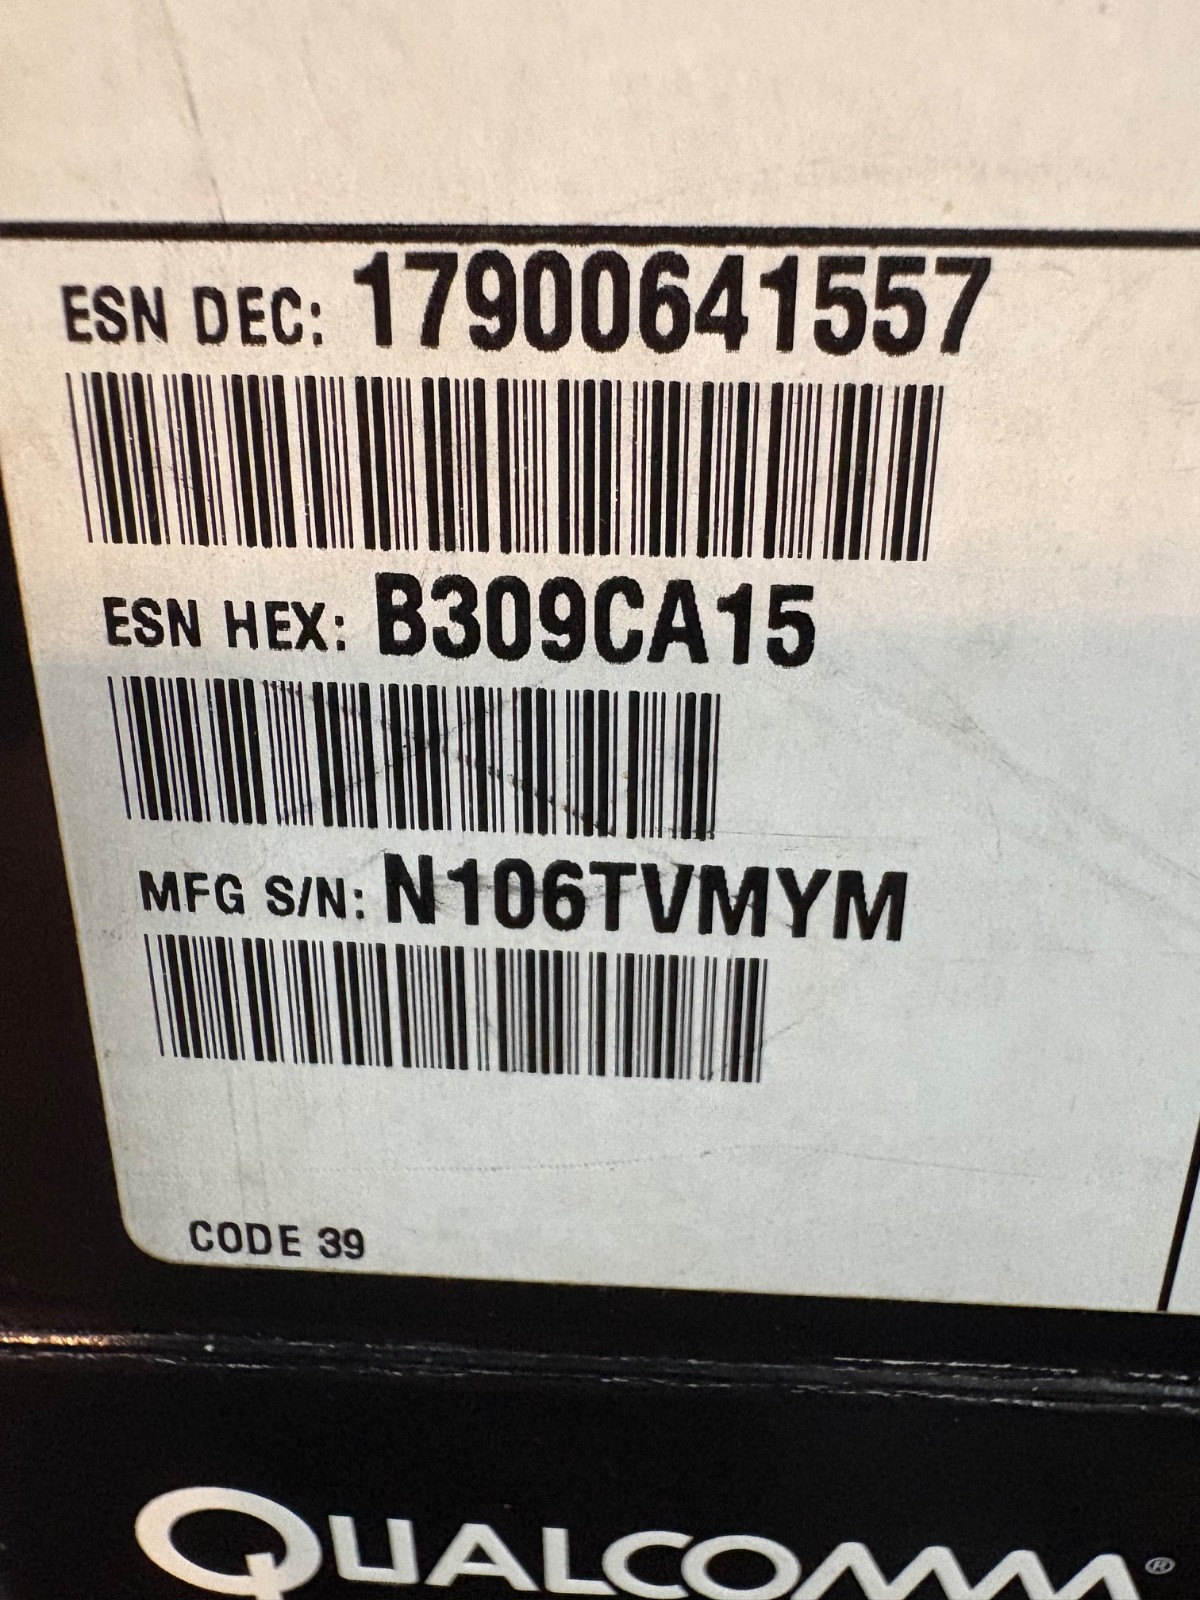 ESN DEC: 17900641557
ESN HEX: B309CA15
MFG S/N: N106TVMYM
CODE 39
QUALCOMM®